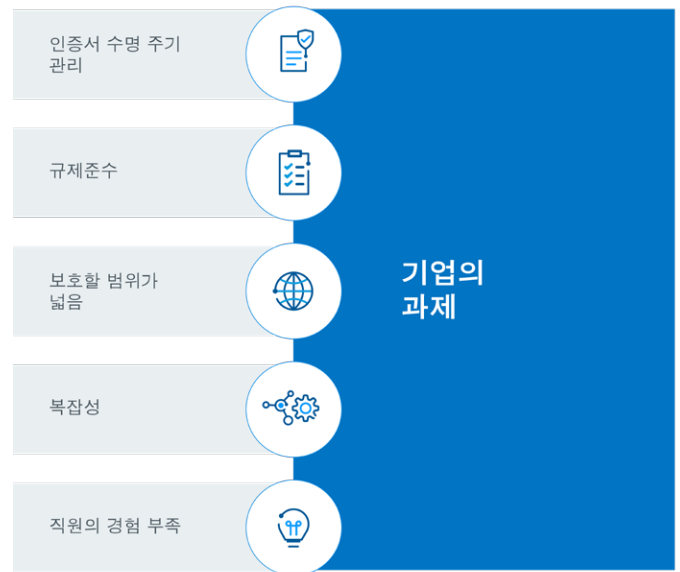 인증서 수명 주기
관리
규제준수
보호할 범위가
넓음
복잡성
직원의 경험 부족
기업의
과제